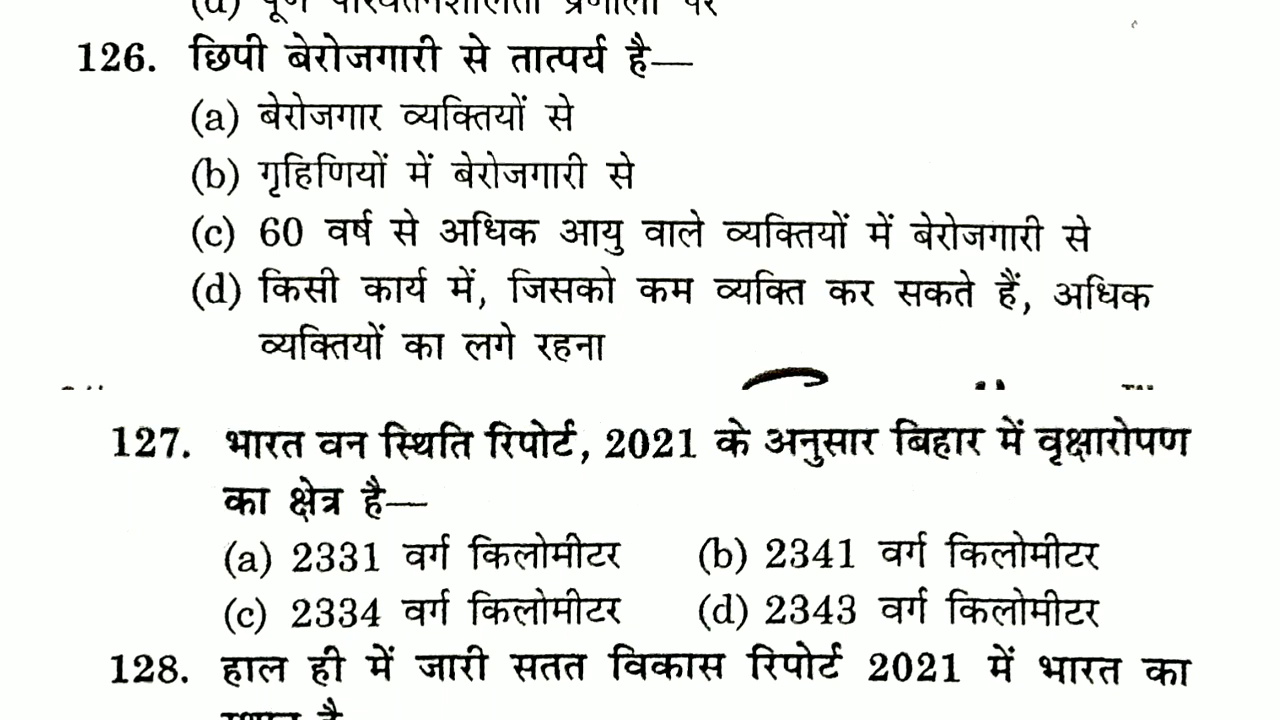 126. छिपी बेरोजगारी से तात्पर्य है—
(a) बेरोजगार व्यक्तियों से
(b) गृहिणियों में बेरोजगारी से
(c) 60 वर्ष से अधिक आयु वाले व्यक्तियों में बेरोजगारी से
(d) किसी कार्य में, जिसको कम व्यक्ति कर सकते हैं, अधिक
व्यक्तियों का लगे रहना
127. भारत वन स्थिति रिपोर्ट, 2021 के अनुसार बिहार में वृक्षारोपण
का क्षेत्र है—
(a) 2331 वर्ग किलोमीटर (b) 2341 वर्ग किलोमीटर
(c) 2334 वर्ग किलोमीटर (d) 2343 वर्ग किलोमीटर
128. हाल ही में जारी सतत विकास रिपोर्ट 2021 में भारत का